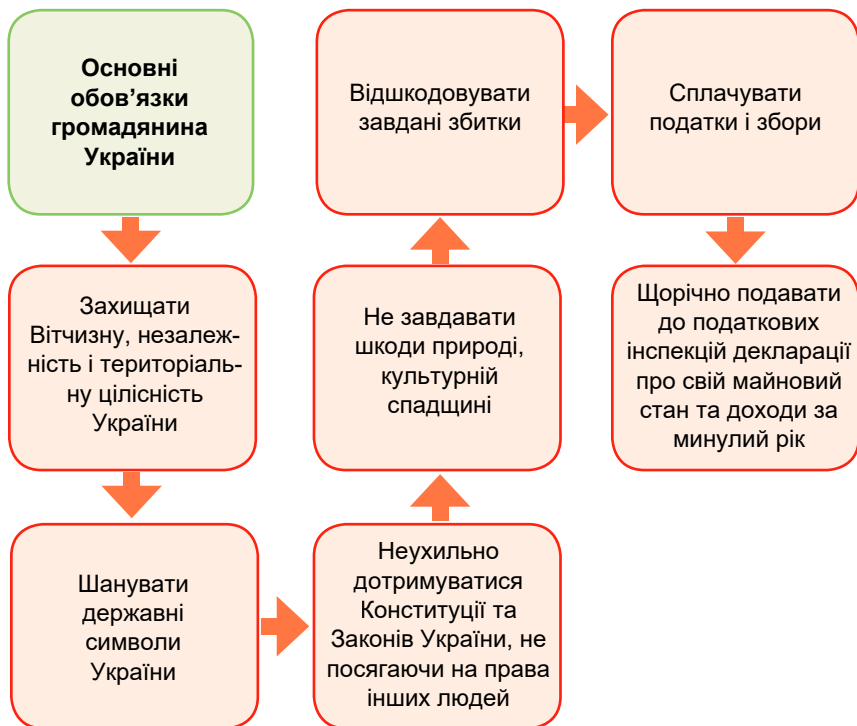 Основні
обов’язки
громадянина
України
Захищати
Вітчизну, незалеж-
ність і територіаль-
ну цілісність
України
Шанувати
державні
символи
України
Неухильно
дотримуватися
Конституції та
Законів України, не
посягаючи на права
інших людей
Не завдавати
шкоди природі,
культурній
спадщині
Відшкодовувати
завдані збитки
Сплачувати
податки і збори
Щорічно подавати
до податкових
інспекцій декларації
про свій майновий
стан та доходи за
минулий рік